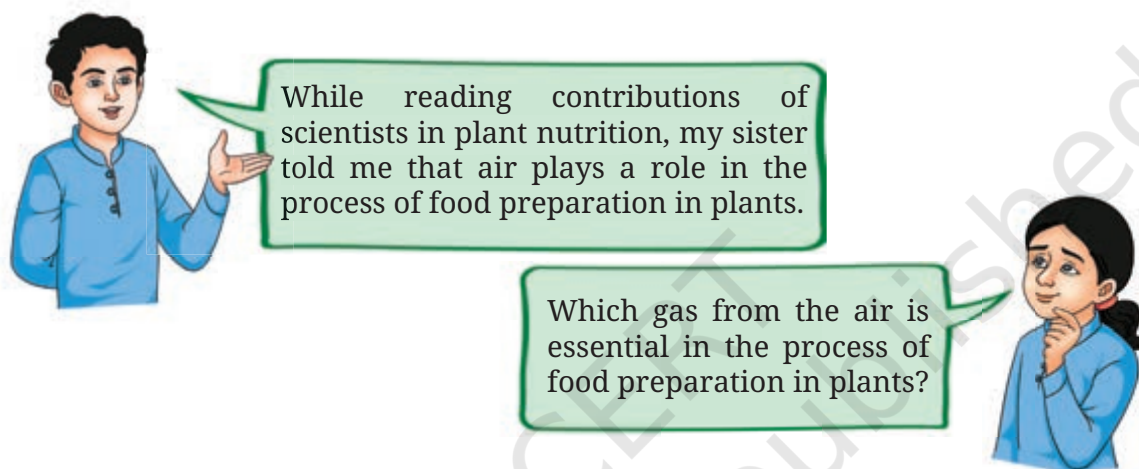 While reading contributions of
scientists in plant nutrition, my sister
told me that air plays a role in the
process of food preparation in plants.
Which gas from the air is
essential in the process of
food preparation in plants?